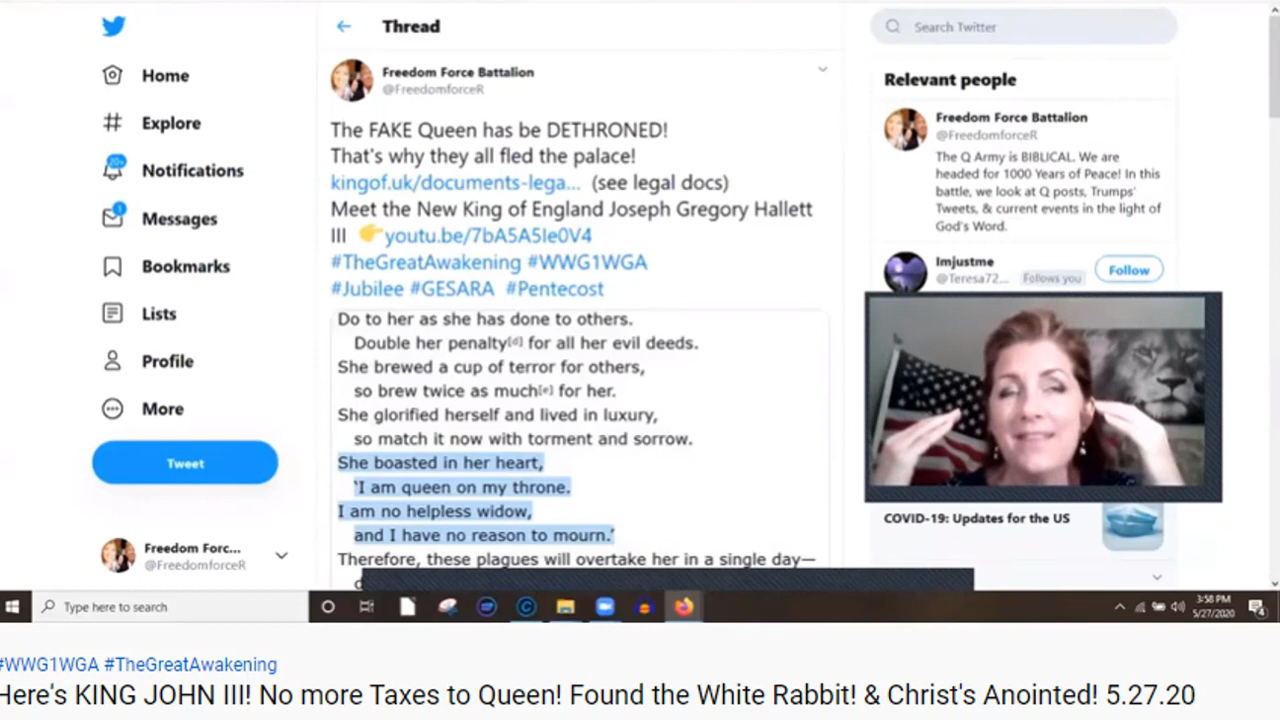 Home
Explore
20+
Notifications
1
Messages
Bookmarks
Lists
Profile
More
Tweet
Freedom Forc...
@FreedomforceR
Thread
Freedom Force Battalion
@FreedomforceR
The FAKE Queen has be DETHRONED!
That's why they all fled the palace!
kingof.uk/documents-lega... (see legal docs)
Meet the New King of England Joseph Gregory Hallett
III 👉youtu.be/7bA5A5Ie0V4
#TheGreatAwakening #WWG1WGA
#Jubilee #GESARA #Pentecost
Do to her as she has done to others.
Double her penalty[d] for all her evil deeds.
She brewed a cup of terror for others,
so brew twice as much[e] for her.
She glorified herself and lived in luxury,
so match it now with torment and sorrow.
She boasted in her heart,
‘I am queen on my throne.
I am no helpless widow,
and I have no reason to mourn.’
Therefore, these plagues will overtake her in a single day—
Search Twitter
Relevant people
Freedom Force Battalion
@FreedomforceR
The Q Army is BIBLICAL. We are
headed for 1000 Years of Peace! In this
battle, we look at Q posts, Trumps'
Tweets, & current events in the light of
God's Word.
Imjustme
@Teresa72... Follows you
Follow
COVID-19: Updates for the US
Type here to search
3:58 PM
5/27/2020
4
#WWG1WGA #TheGreatAwakening
Here's KING JOHN III! No more Taxes to Queen! Found the White Rabbit! & Christ's Anointed! 5.27.20